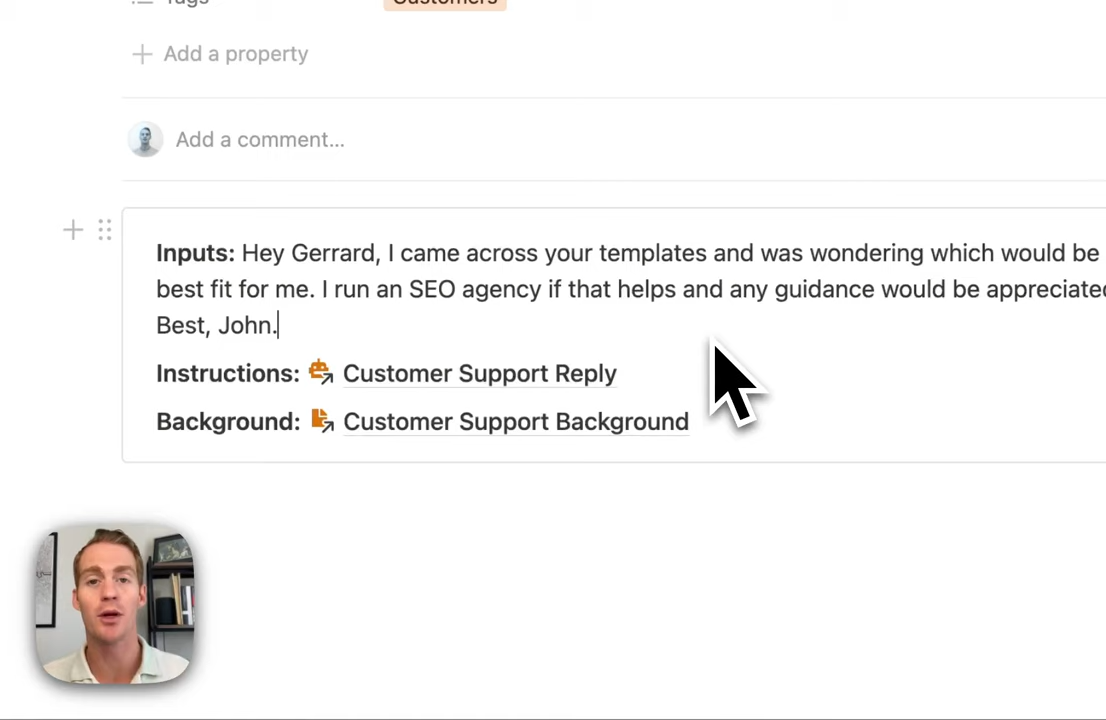 Tags Customers
Add a property
Add a comment...
Inputs: Hey Gerrard, I came across your templates and was wondering which would be
best fit for me. I run an SEO agency if that helps and any guidance would be appreciated
Best, John.
Instructions: Customer Support Reply
Background: Customer Support Background